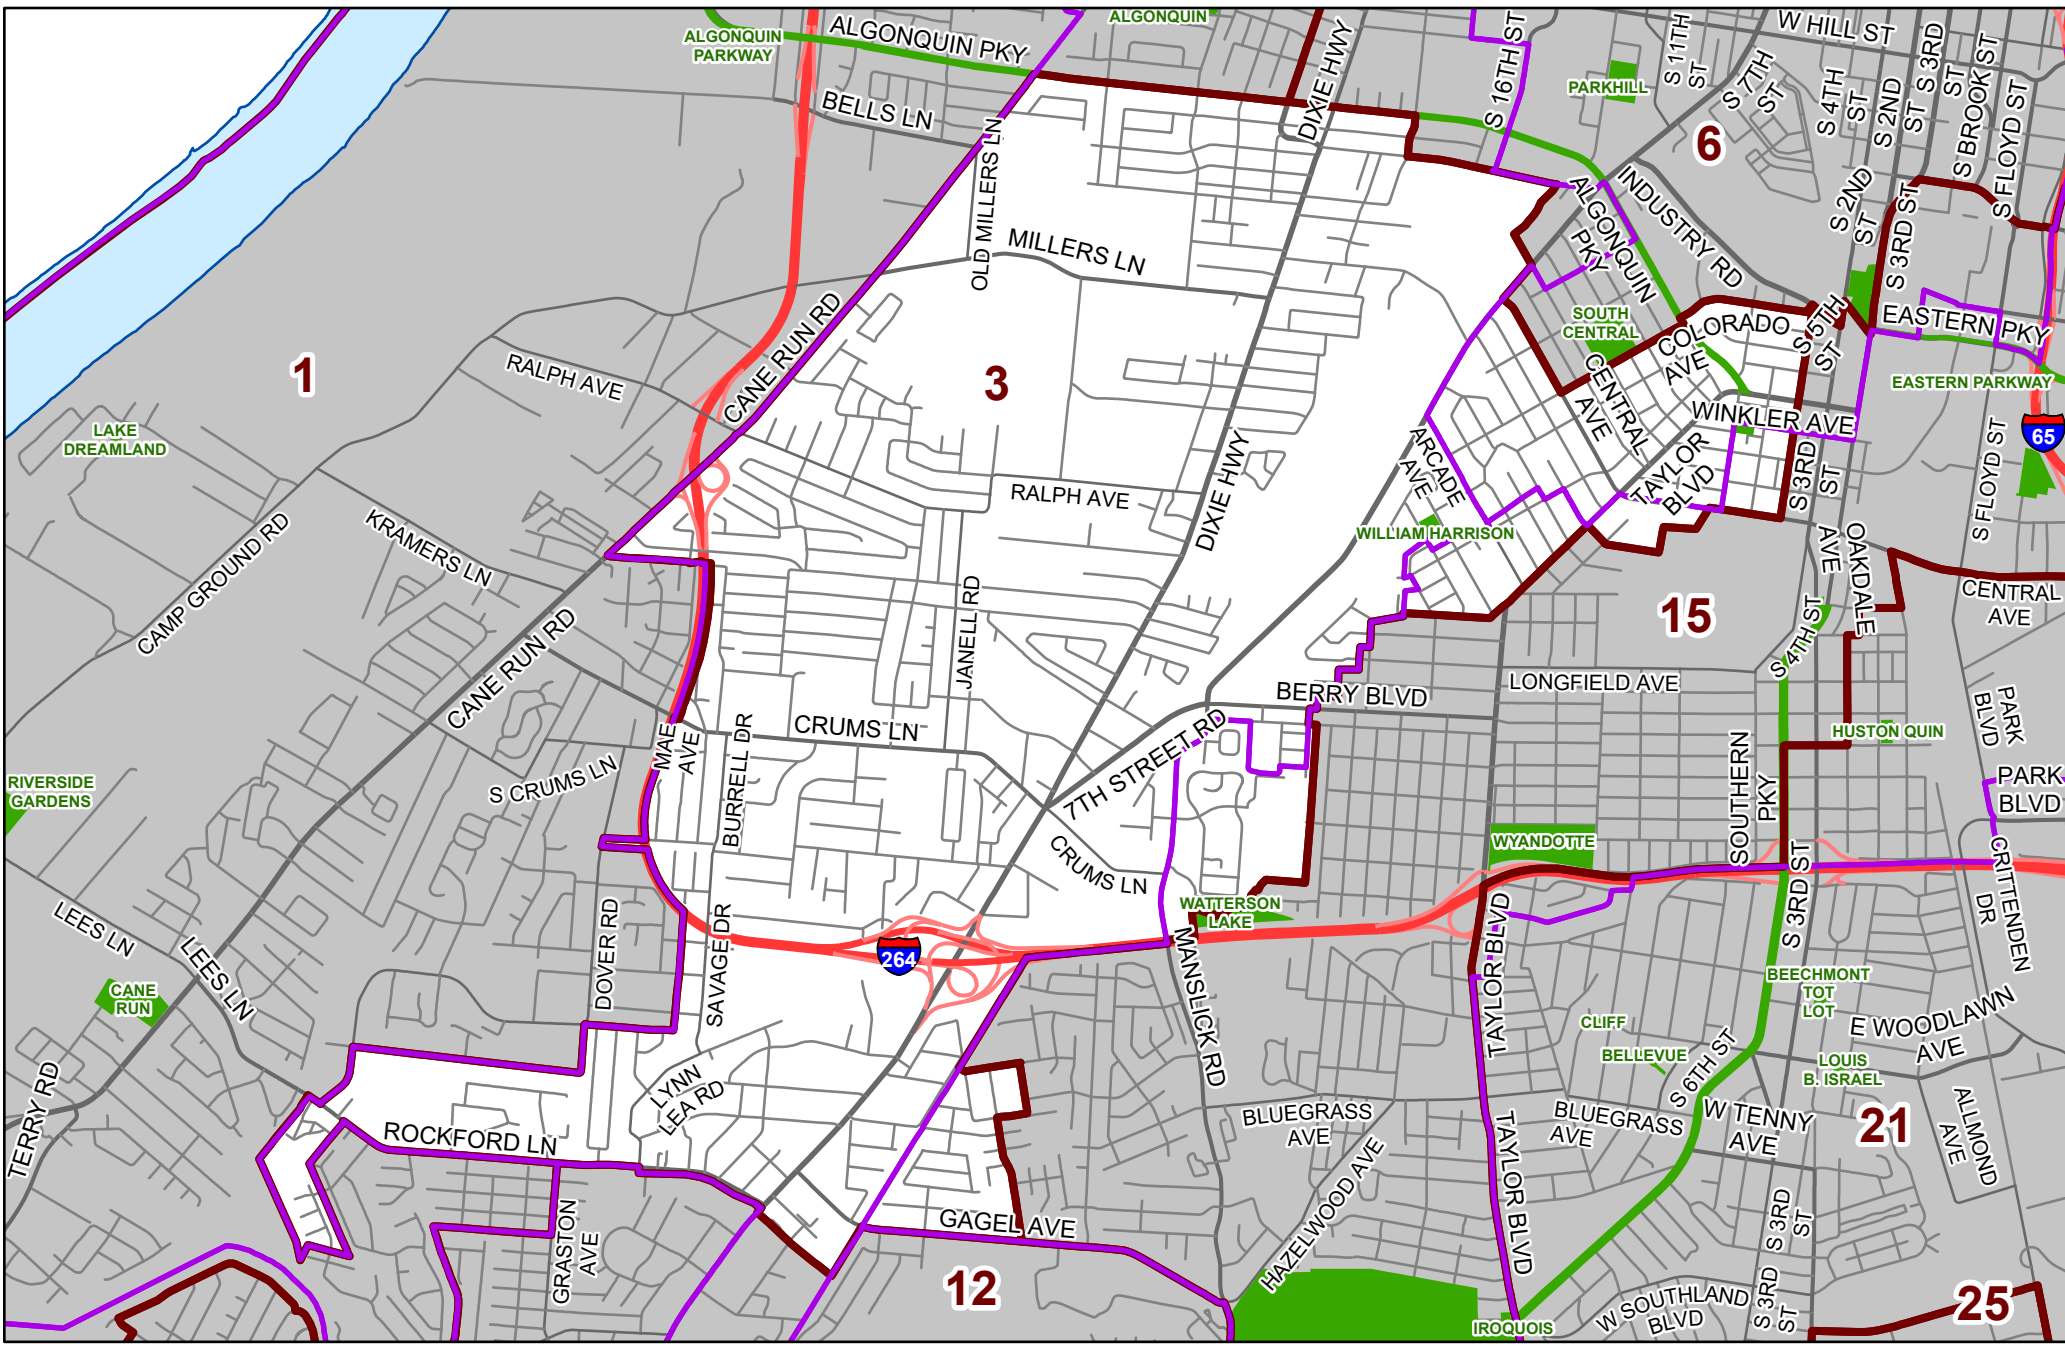 ALGONQUIN
PARKWAY
ALGONQUIN PKY
ALGONQUIN
DIXIE HWY
S 16TH ST
PARKHILL
S 11TH
ST
S 7TH
ST
W HILL ST
S 4TH
ST
S 2ND
ST
S 3RD
ST
S BROOK ST
S FLOYD ST
6
BELLS LN
OLD MILLERS LN
MILLERS LN
ALGONQUIN
PKY
INDUSTRY RD
S 2ND
ST
S 3RD ST
SOUTH
CENTRAL
COLORADO
AVE
S 5TH
ST
EASTERN PKY
EASTERN PARKWAY
1
RALPH AVE
CANE RUN RD
3
CENTRAL
AVE
WINKLER AVE
65
LAKE
DREAMLAND
ARCADE
AVE
TAYLOR
BLVD
S 3RD
ST
S FLOYD ST
DIXIE HWY
RALPH AVE
WILLIAM HARRISON
KRAMERS LN
CAMP GROUND RD
OAKDALE
AVE
CENTRAL
AVE
JANELL RD
15
S 4TH ST
CANE RUN RD
BERRY BLVD
LONGFIELD AVE
PARK
BLVD
HUSTON QUIN
CRUMS LN
MAE
AVE
BURRELL DR
7TH STREET RD
SOUTHERN
PKY
PARK
BLVD
RIVERSIDE
GARDENS
S CRUMS LN
WYANDOTTE
CRUMS LN
CRITTENDEN
DR
WATTERSON
LAKE
LEES LN
LEES LN
DOVER RD
SAVAGE DR
264
MANSLICK RD
TAYLOR BLVD
S 3RD ST
CANE
RUN
BEECHMONT
TOT
LOT
CLIFF
E WOODLAWN
AVE
BELLEVUE
LOUIS
B. ISRAEL
S 6TH ST
TERRY RD
LYNN
LEA RD
BLUEGRASS
AVE
BLUEGRASS
AVE
W TENNY
AVE
21
ALLMOND
AVE
ROCKFORD LN
TAYLOR BLVD
HAZELWOOD AVE
GRASTON
AVE
GAGEL AVE
S 3RD
ST
12
IROQUOIS
W SOUTHLAND
BLVD
S 3RD
ST
25